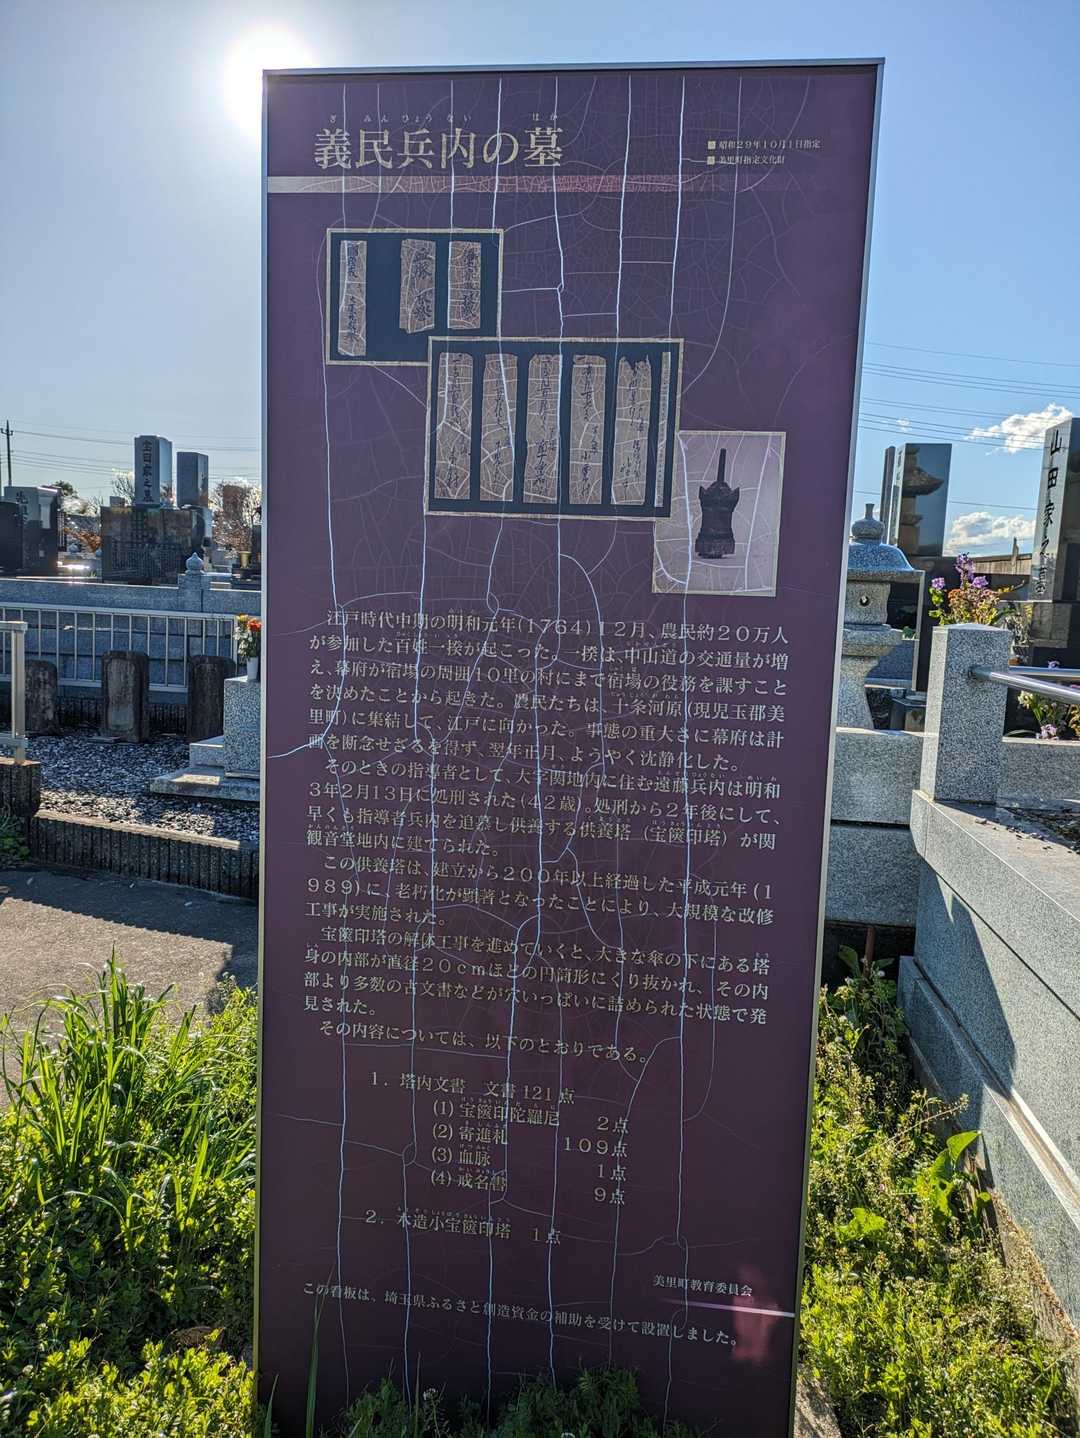 ぎ みんひょうない はか
義民兵内の墓
昭和29年10月1日指定
美里町指定文化財
江戸時代中期の明和元年(1764)12月、農民約20万人
が参加した百姓一揆が起こった。一揆は、中山道の交通量が増
え、幕府が宿場の周囲10里の村にまで宿場の役務を課すこと
を決めたことから起きた。農民たちは、十条河原(現児玉郡美
里町)に集結して、江戸に向かった。事態の重大さに幕府は計
画を断念せざるを得ず、翌年正月、ようやく沈静化した。
そのときの指導者として、大字関地内に住む遠藤兵内は明和
3年2月13日に処刑された(42歳)。処刑から2年後にして、
早くも指導者兵内を追慕し供養する供養塔（宝篋印塔）が関
観音堂地内に建てられた。
この供養塔は、建立から200年以上経過した平成元年(1
989)に、老朽化が顕著となったことにより、大規模な改修
工事が実施された。
宝篋印塔の解体工事を進めていくと、大きな傘の下にある塔
身の内部が直径20cmほどの円筒形にくり抜かれ、その内
部より多数の古文書などが穴いっぱいに詰められた状態で発
見された。
その内容については、以下のとおりである。
1．塔内文書　文書 121点
(1) 宝篋印陀羅尼　2点
(2) 寄進札　109点
(3) 血脉　1点
(4) 戒名書　9点
2．木造小宝篋印塔　1点
美里町教育委員会
この看板は、埼玉県ふるさと創造資金の補助を受けて設置しました。
宝田家之墓
山田家之墓